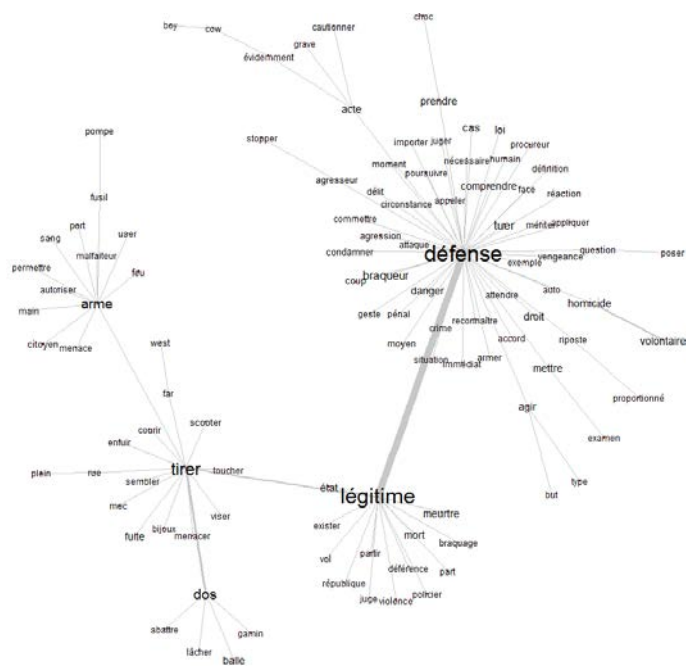 choc
boy
cow
cautionner
grave
évidemment
acte
prendre
stopper
cas
loi
importer
juger
procureur
moment
nécessaire
humain
poursuivre
définition
agresseur
comprendre
face
délit
réaction
circonstance
appeler
tuer
mériter
appliquer
commettre
agression
attaque
condamner
défense
question
poser
exemple
vengeance
braqueur
coup
danger
attendre
auto
homicide
geste
pénal
reconnaître
droit
crime
accord
riposte
volontaire
moyen
situation
immédiat
armer
mettre
proportionné
agir
examen
type
but
pompe
fusil
port
user
sang
malfaiteur
permettre
feu
autoriser
arme
main
citoyen
menace
west
far
scooter
courir
enfuir
plein
rue
tirer
toucher
sembler
mec
viser
bijoux
fuite
menacer
état
légitime
meurtre
exister
mort
braquage
vol
partir
république
déférence
part
juge
violence
policier
dos
abattre
gamin
lâcher
balle